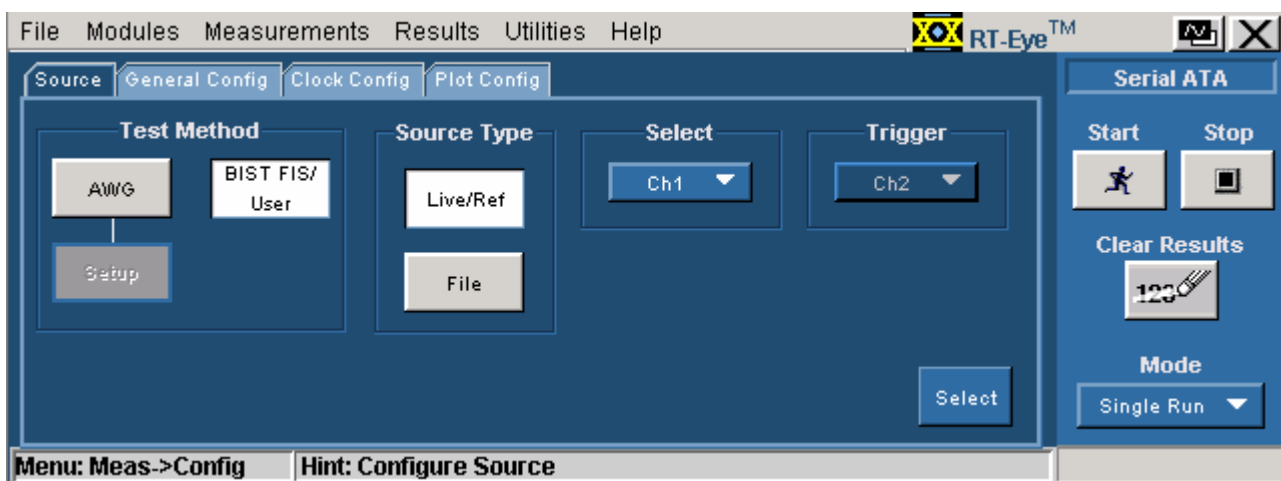 File Modules Measurements Results Utilities Help RT-Eye™
Source General Config Clock Config Plot Config
Serial ATA
Test Method
Source Type
Select
Trigger
Start Stop
AWG
BIST FIS/
User
Live/Ref
Ch1
Ch2
Setup
File
Clear Results
123
Mode
Select
Single Run
Menu: Meas->Config Hint: Configure Source